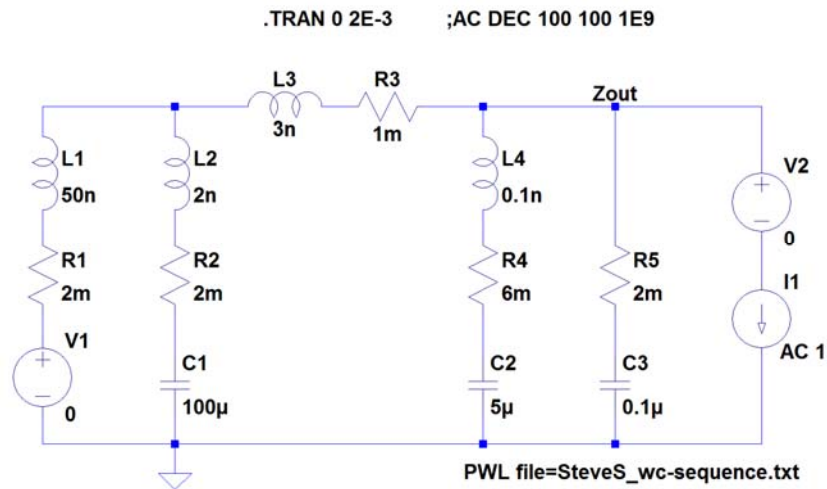 .TRAN 0 2E-3 ;AC DEC 100 100 1E9
L3
3n
R3
1m
Zout
L1
50n
L2
2n
L4
0.1n
V2
0
R1
2m
R2
2m
R4
6m
R5
2m
I1
AC 1
V1
0
C1
100µ
C2
5µ
C3
0.1µ
PWL file=SteveS_wc-sequence.txt